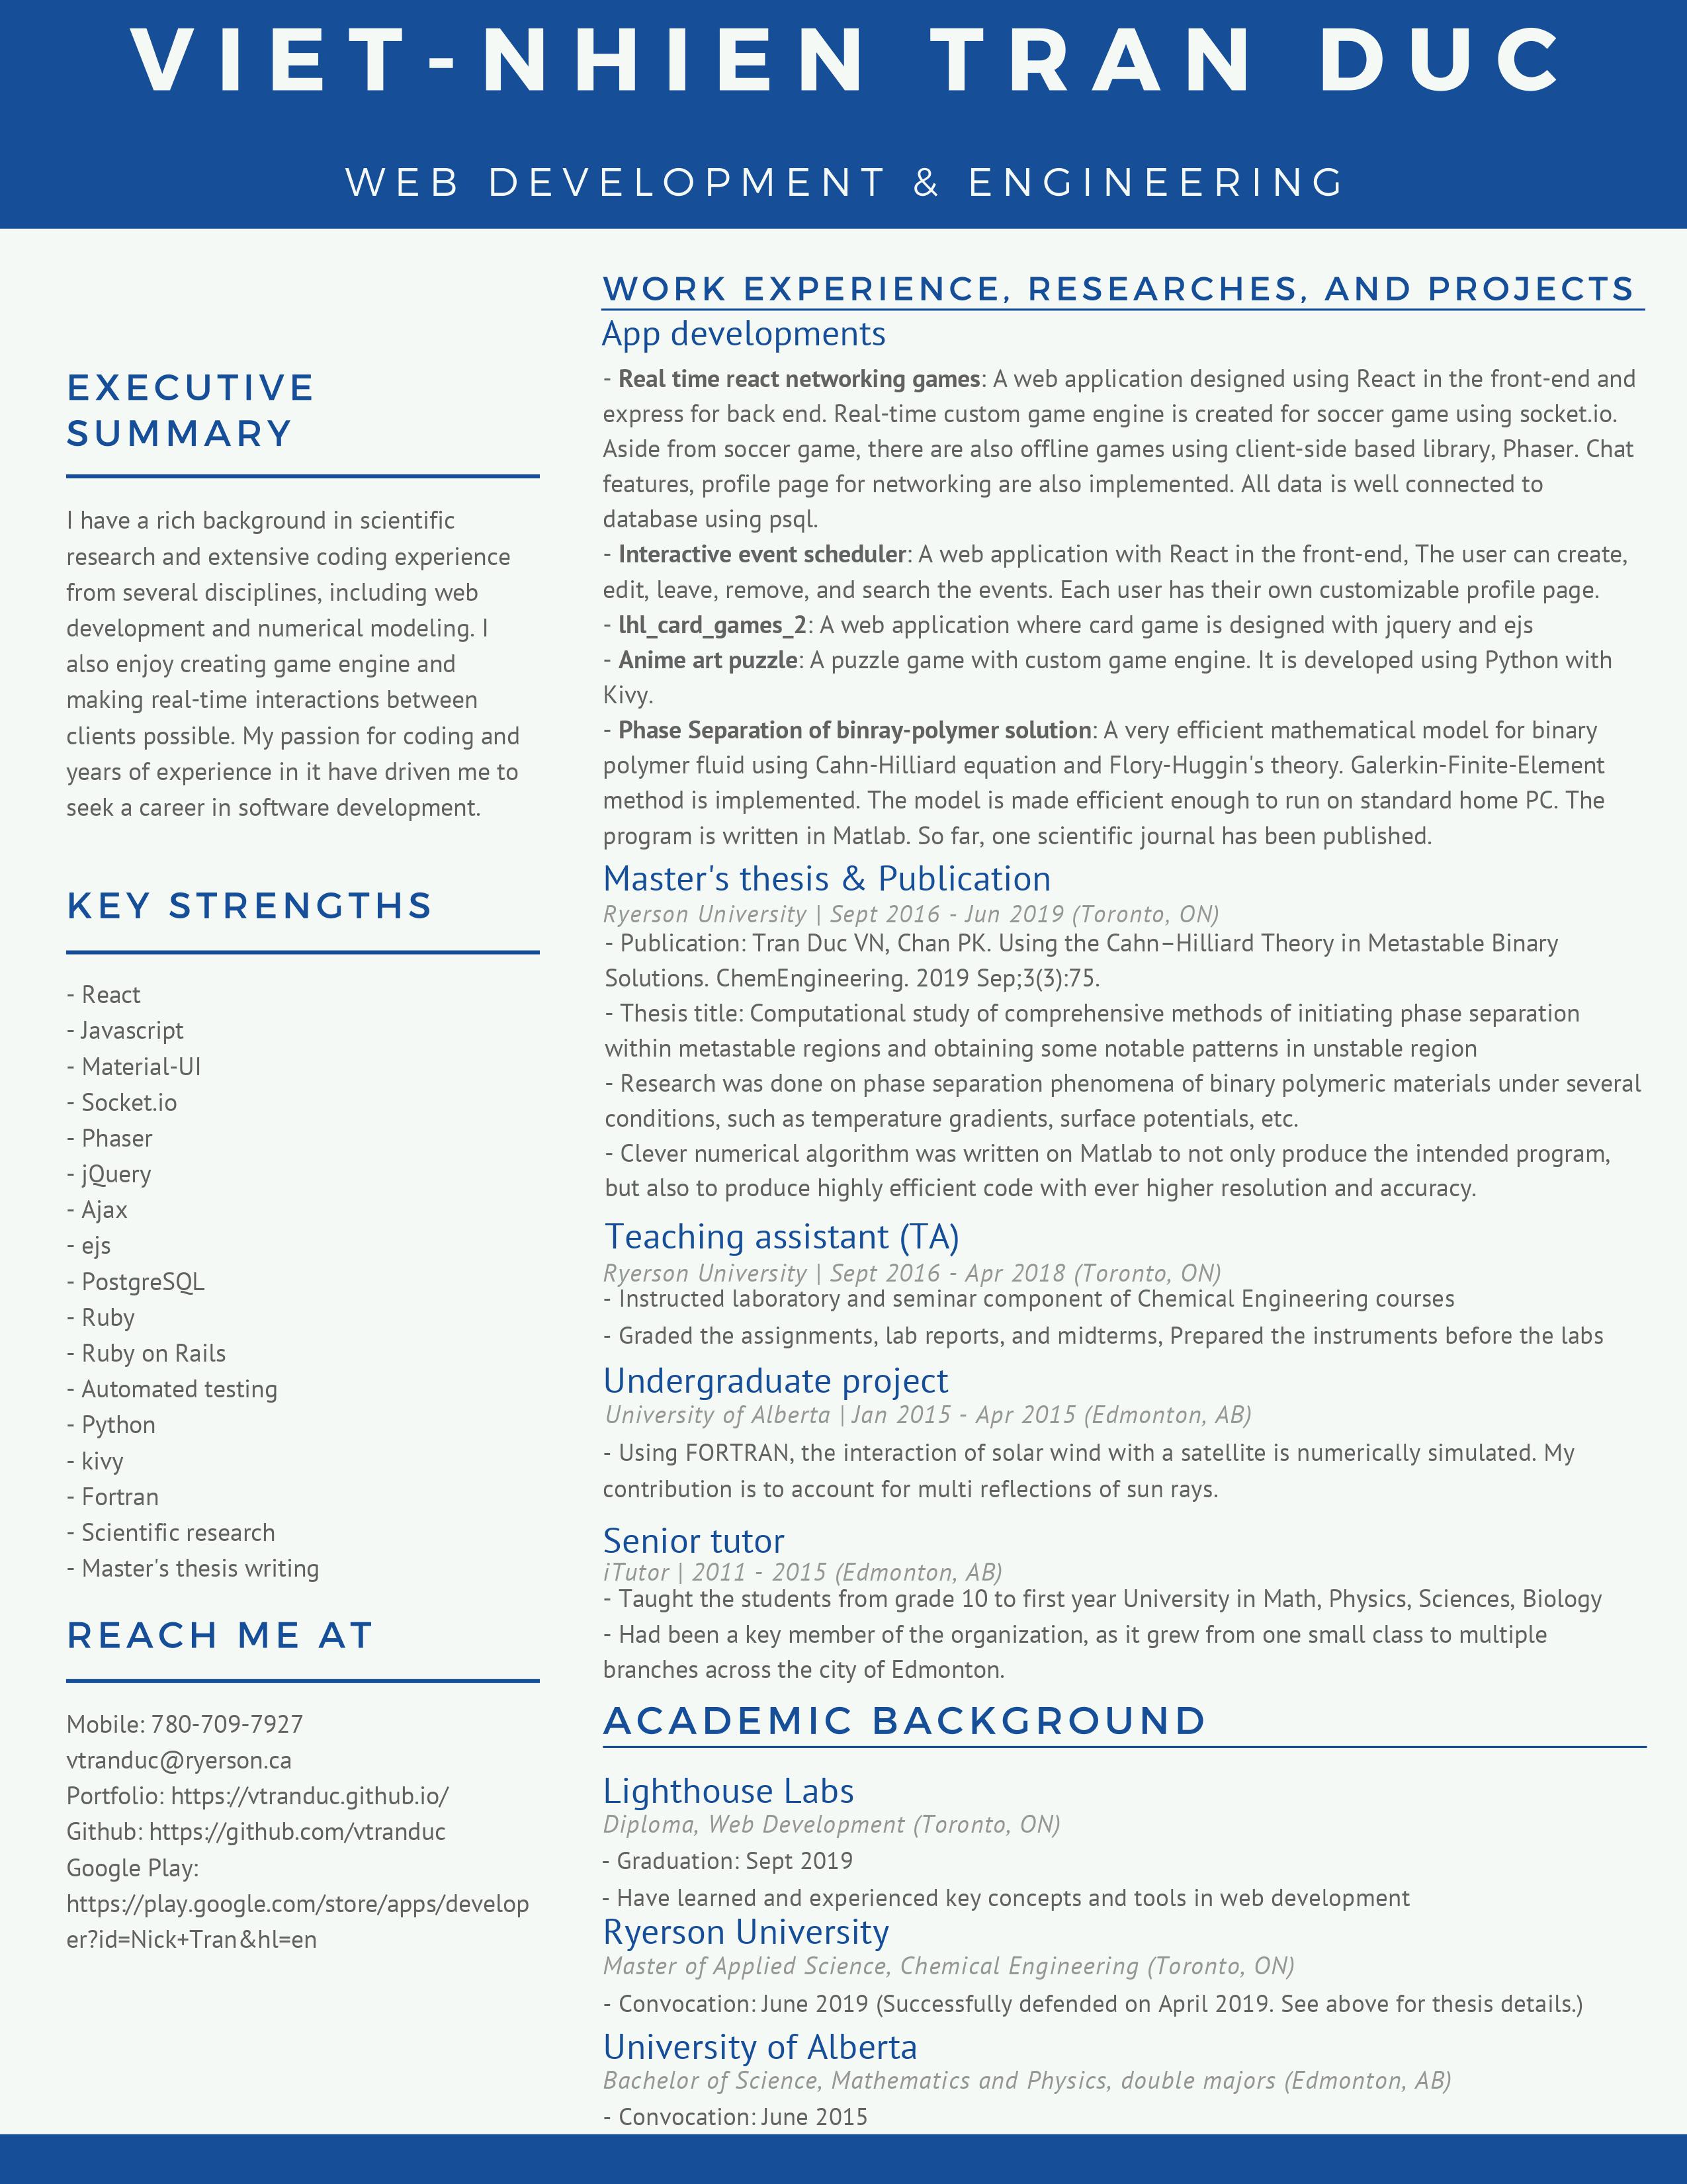 VIET-NHIEN TRAN DUC
WEB DEVELOPMENT & ENGINEERING
EXECUTIVE
SUMMARY
I have a rich background in scientific
research and extensive coding experience
from several disciplines, including web
development and numerical modeling. I
also enjoy creating game engine and
making real-time interactions between
clients possible. My passion for coding and
years of experience in it have driven me to
seek a career in software development.
KEY STRENGTHS
- React
- Javascript
- Material-UI
- Socket.io
- Phaser
- jQuery
- Ajax
- ejs
- PostgreSQL
- Ruby
- Ruby on Rails
- Automated testing
- Python
- kivy
- Fortran
- Scientific research
- Master's thesis writing
REACH ME AT
Mobile: 780-709-7927
vtranduc@ryerson.ca
Portfolio: https://vtranduc.github.io/
Github: https://github.com/vtranduc
Google Play:
https://play.google.com/store/apps/develop
er?id=Nick+Tran&hl=en
WORK EXPERIENCE, RESEARCHES, AND PROJECTS
App developments
- Real time react networking games: A web application designed using React in the front-end and
express for back end. Real-time custom game engine is created for soccer game using socket.io.
Aside from soccer game, there are also offline games using client-side based library, Phaser. Chat
features, profile page for networking are also implemented. All data is well connected to
database using psql.
- Interactive event scheduler: A web application with React in the front-end, The user can create,
edit, leave, remove, and search the events. Each user has their own customizable profile page.
- lhl_card_games_2: A web application where card game is designed with jquery and ejs
- Anime art puzzle: A puzzle game with custom game engine. It is developed using Python with
Kivy.
- Phase Separation of binray-polymer solution: A very efficient mathematical model for binary
polymer fluid using Cahn-Hilliard equation and Flory-Huggin's theory. Galerkin-Finite-Element
method is implemented. The model is made efficient enough to run on standard home PC. The
program is written in Matlab. So far, one scientific journal has been published.
Master's thesis & Publication
Ryerson University | Sept 2016 - Jun 2019 (Toronto, ON)
- Publication: Tran Duc VN, Chan PK. Using the Cahn–Hilliard Theory in Metastable Binary
Solutions. ChemEngineering. 2019 Sep;3(3):75.
- Thesis title: Computational study of comprehensive methods of initiating phase separation
within metastable regions and obtaining some notable patterns in unstable region
- Research was done on phase separation phenomena of binary polymeric materials under several
conditions, such as temperature gradients, surface potentials, etc.
- Clever numerical algorithm was written on Matlab to not only produce the intended program,
but also to produce highly efficient code with ever higher resolution and accuracy.
Teaching assistant (TA)
Ryerson University | Sept 2016 - Apr 2018 (Toronto, ON)
- Instructed laboratory and seminar component of Chemical Engineering courses
- Graded the assignments, lab reports, and midterms, Prepared the instruments before the labs
Undergraduate project
University of Alberta | Jan 2015 - Apr 2015 (Edmonton, AB)
- Using FORTRAN, the interaction of solar wind with a satellite is numerically simulated. My
contribution is to account for multi reflections of sun rays.
Senior tutor
iTutor | 2011 - 2015 (Edmonton, AB)
- Taught the students from grade 10 to first year University in Math, Physics, Sciences, Biology
- Had been a key member of the organization, as it grew from one small class to multiple
branches across the city of Edmonton.
ACADEMIC BACKGROUND
Lighthouse Labs
Diploma, Web Development (Toronto, ON)
- Graduation: Sept 2019
- Have learned and experienced key concepts and tools in web development
Ryerson University
Master of Applied Science, Chemical Engineering (Toronto, ON)
- Convocation: June 2019 (Successfully defended on April 2019. See above for thesis details.)
University of Alberta
Bachelor of Science, Mathematics and Physics, double majors (Edmonton, AB)
- Convocation: June 2015